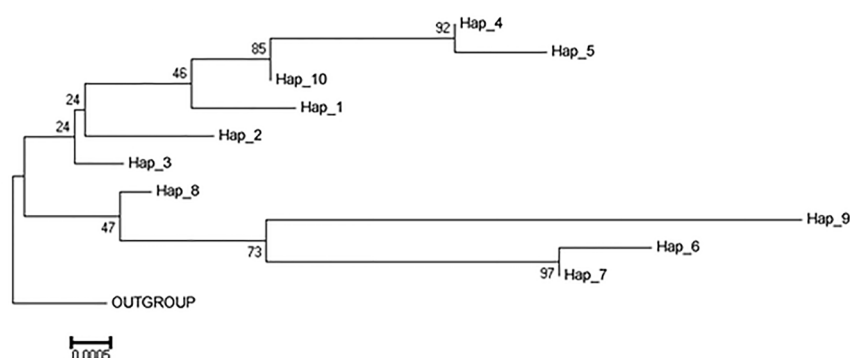 92 Hap_4
Hap_5
85
Hap_10
46
Hap_1
24
Hap_2
24
Hap_3
Hap_8
47
Hap_9
73
Hap_6
97 Hap_7
OUTGROUP
0.0005